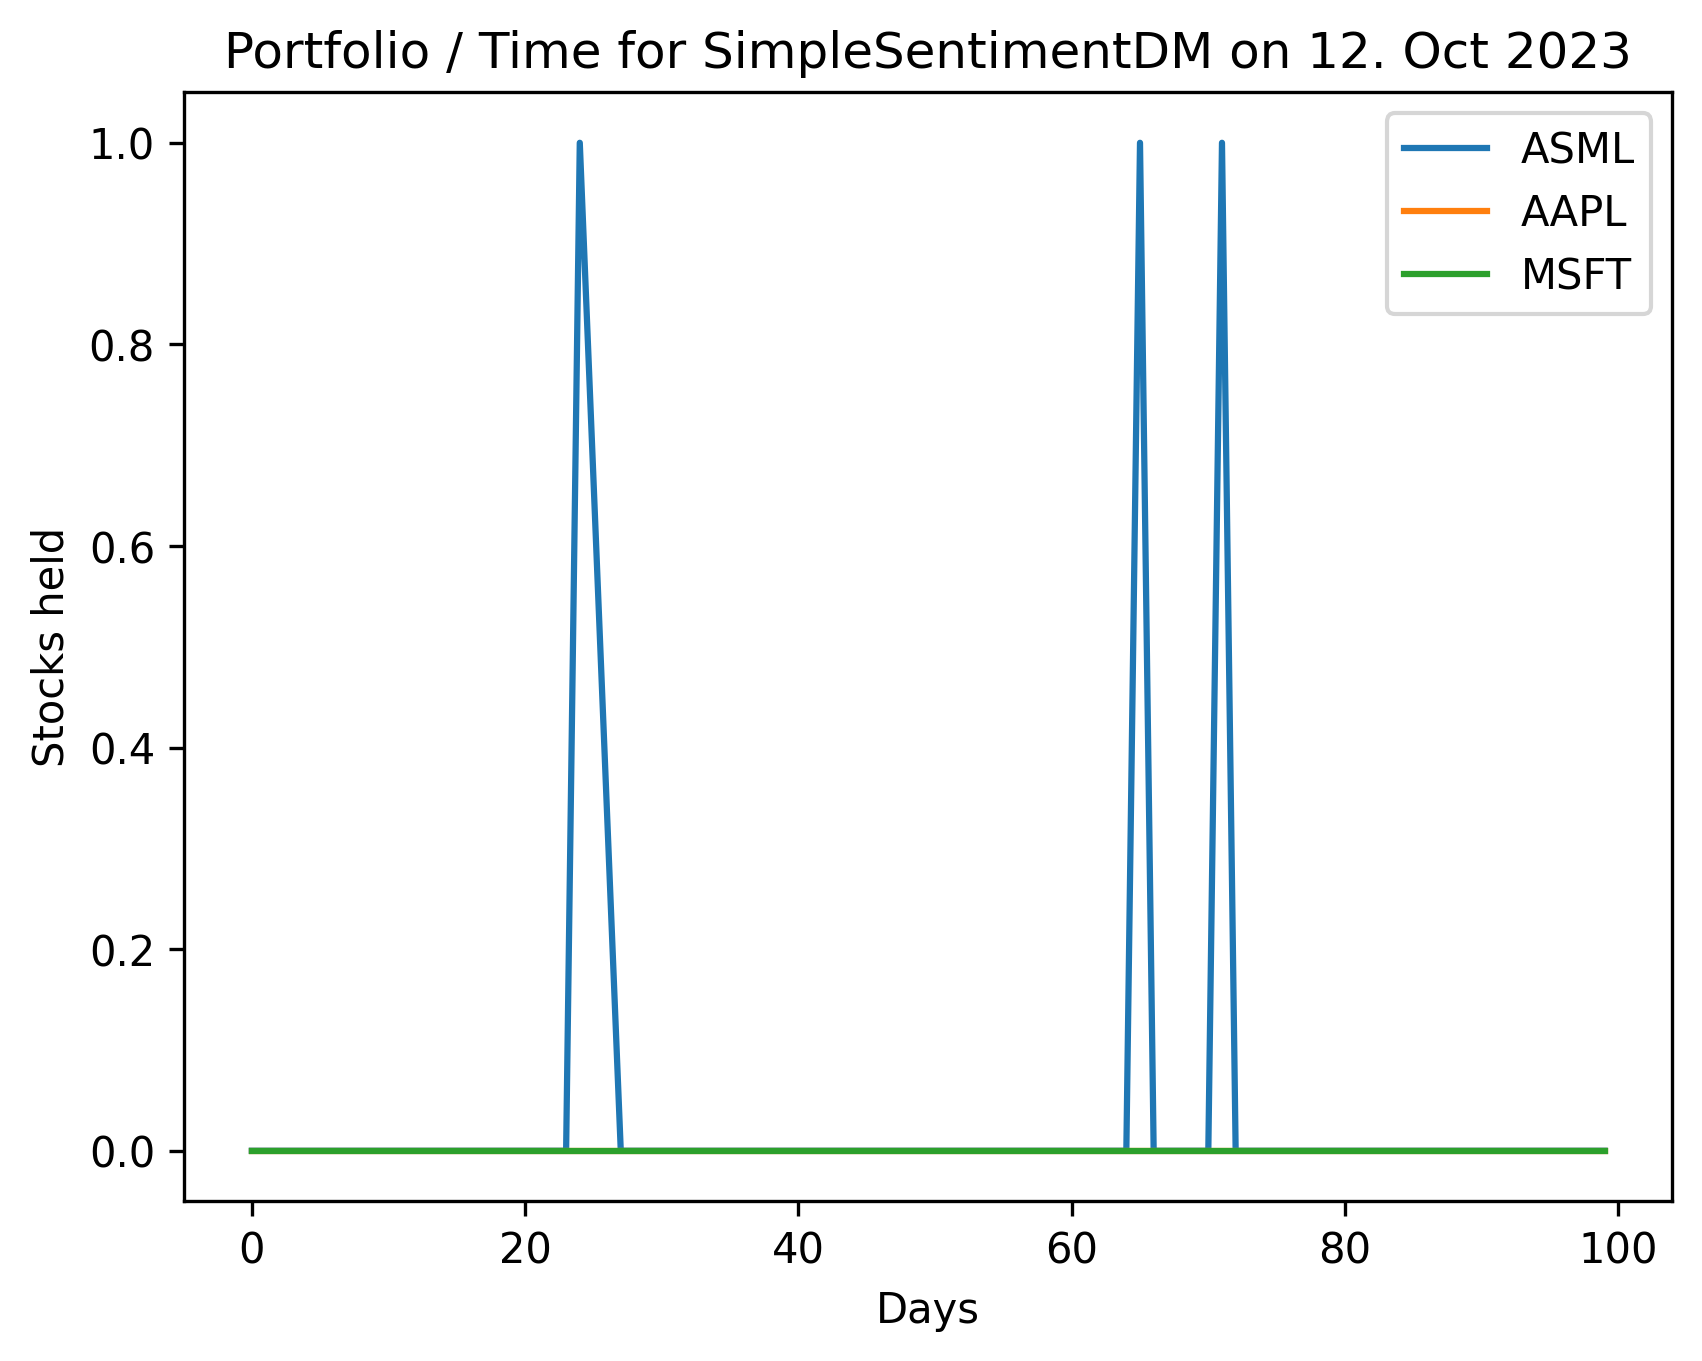 Portfolio / Time for SimpleSentimentDM on 12. Oct 2023
ASML
AAPL
MSFT
Stocks held
1.0
0.8
0.6
0.4
0.2
0.0
0 20 40 60 80 100
Days